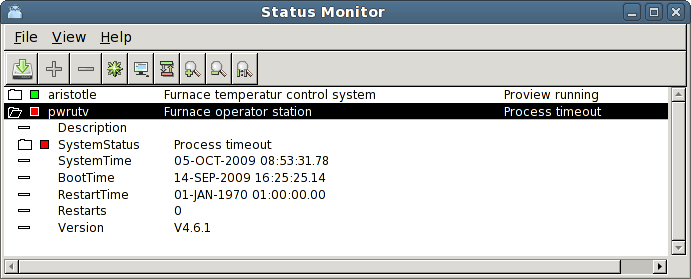 Status Monitor
File View Help
aristotle Furnace temperatur control system Proview running
pwrutv Furnace operator station Process timeout
Description
SystemStatus Process timeout
SystemTime 05-OCT-2009 08:53:31.78
BootTime 14-SEP-2009 16:25:25.14
RestartTime 01-JAN-1970 01:00:00.00
Restarts 0
Version V4.6.1